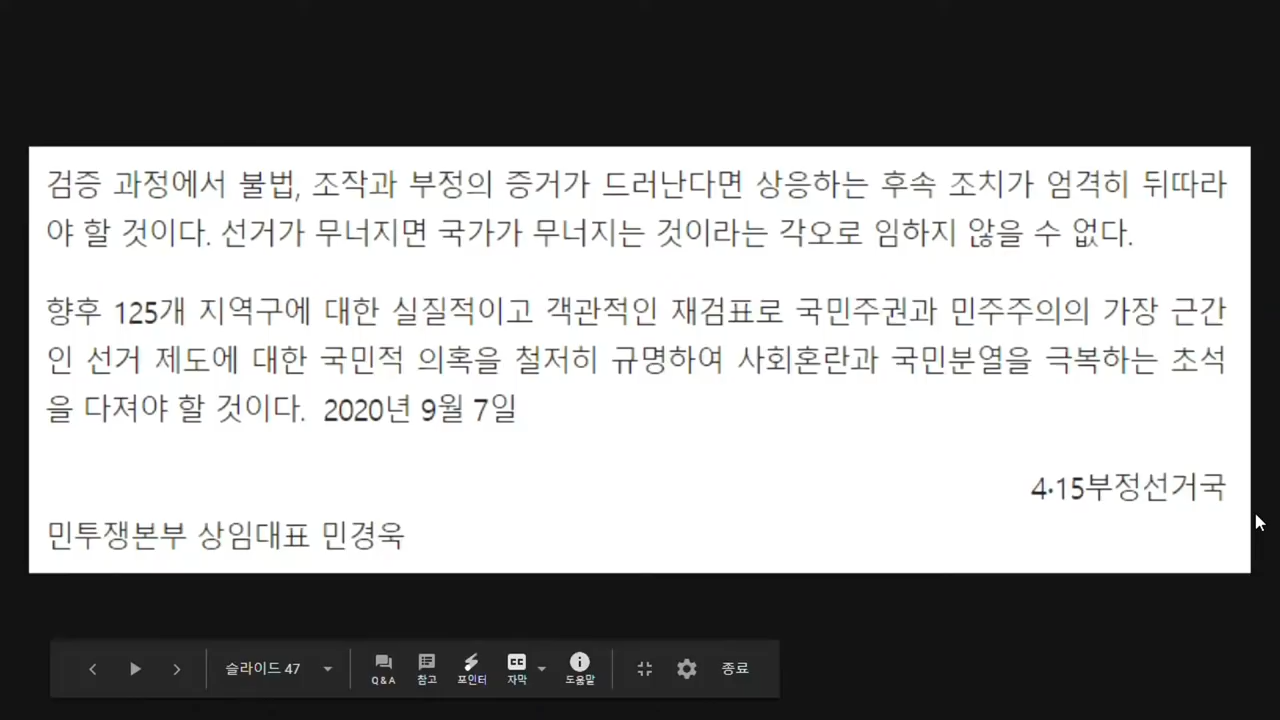 검증 과정에서 불법, 조작과 부정의 증거가 드러난다면 상응하는 후속 조치가 엄격히 뒤따라
야 할 것이다. 선거가 무너지면 국가가 무너지는 것이라는 각오로 임하지 않을 수 없다.
향후 125개 지역구에 대한 실질적이고 객관적인 재검표로 국민주권과 민주주의의 가장 근간
인 선거 제도에 대한 국민적 의혹을 철저히 규명하여 사회혼란과 국민분열을 극복하는 초석
을 다져야 할 것이다. 2020년 9월 7일
4·15부정선거국
민투쟁본부 상임대표 민경욱
슬라이드 47
Q&A 참고 포인터 자막 도움말 종료